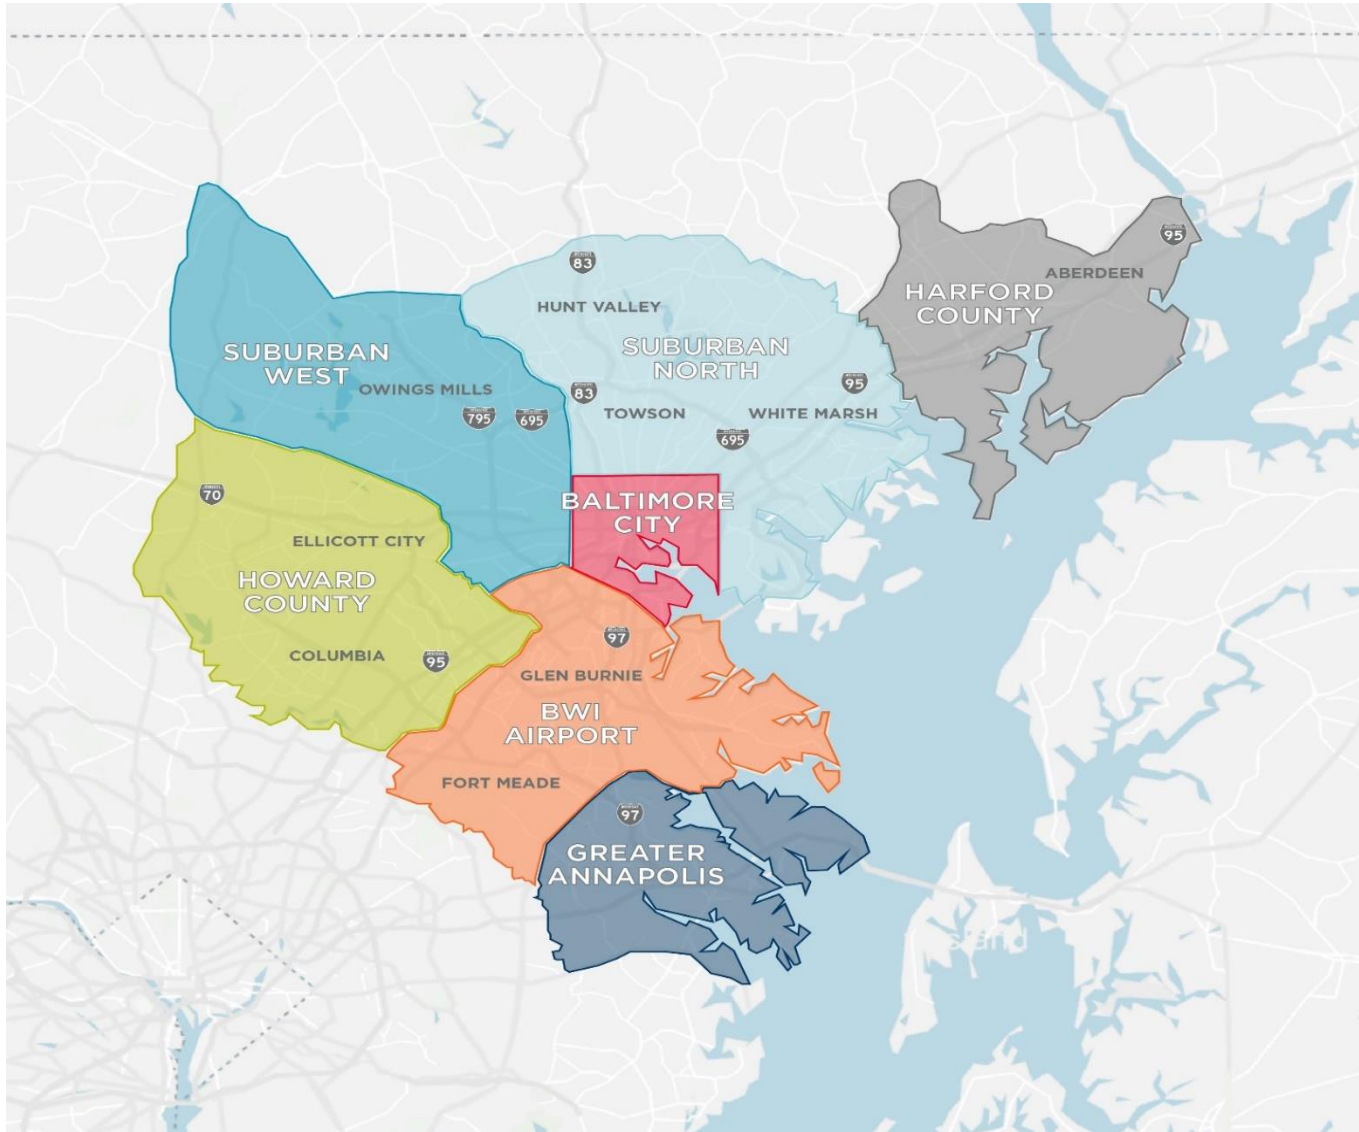 95
ABERDEEN
HARFORD
COUNTY
83
HUNT VALLEY
SUBURBAN
NORTH
83
95
TOWSON
WHITE MARSH
695
SUBURBAN
WEST
OWINGS MILLS
795
695
BALTIMORE
CITY
70
ELLICOTT CITY
HOWARD
COUNTY
COLUMBIA
95
97
GLEN BURNIE
BWI
AIRPORT
FORT MEADE
97
GREATER
ANNAPOLIS